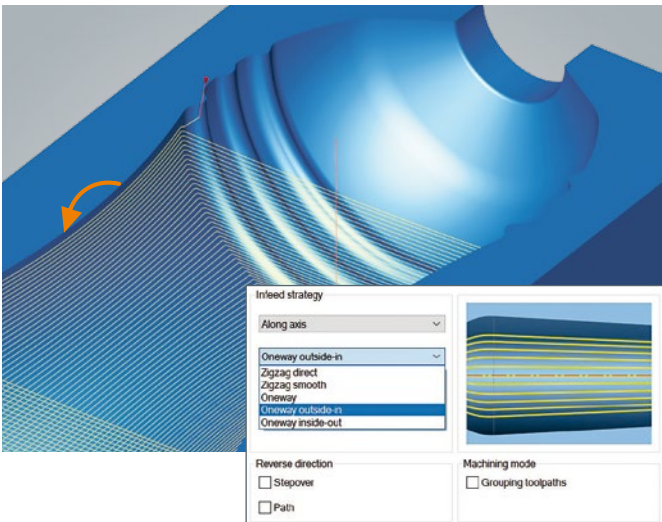 Infeed strategy
Along axis
Oneway outside-in
Zigzag direct
Zigzag smooth
Oneway
Oneway outside-in
Oneway inside-out
Reverse direction
Stepover
Path
Machining mode
Grouping toolpaths